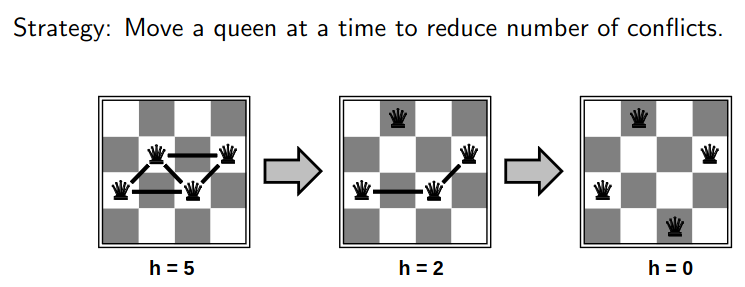 Strategy: Move a queen at a time to reduce number of conflicts.
h = 5
h = 2
h = 0